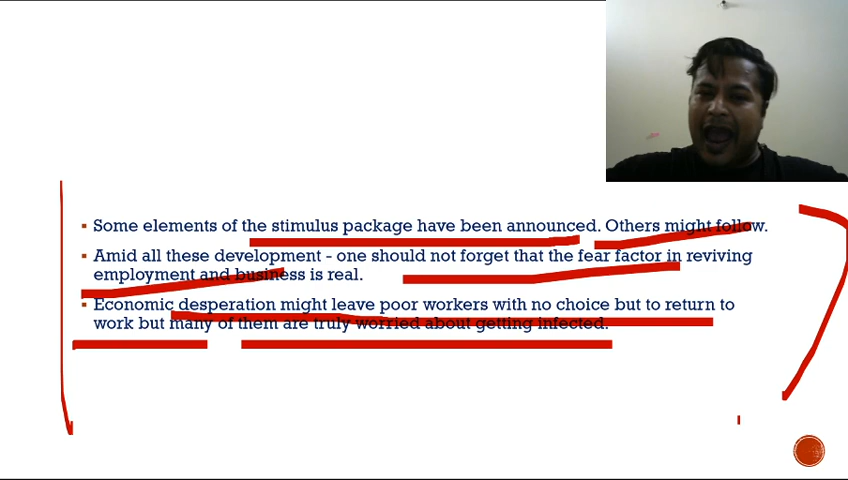 Some elements of the stimulus package have been announced. Others might follow.
Amid all these development - one should not forget that the fear factor in reviving
employment and business is real.
Economic desperation might leave poor workers with no choice but to return to
work but many of them are truly worried about getting infected.